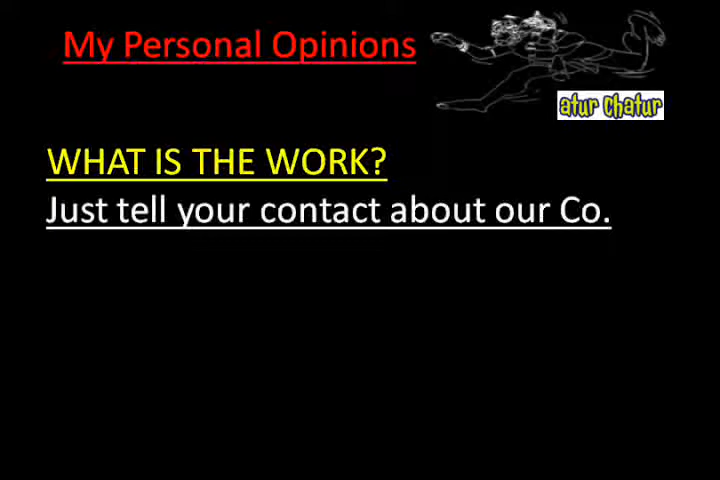 My Personal Opinions
atur Chatur
WHAT IS THE WORK?
Just tell your contact about our Co.